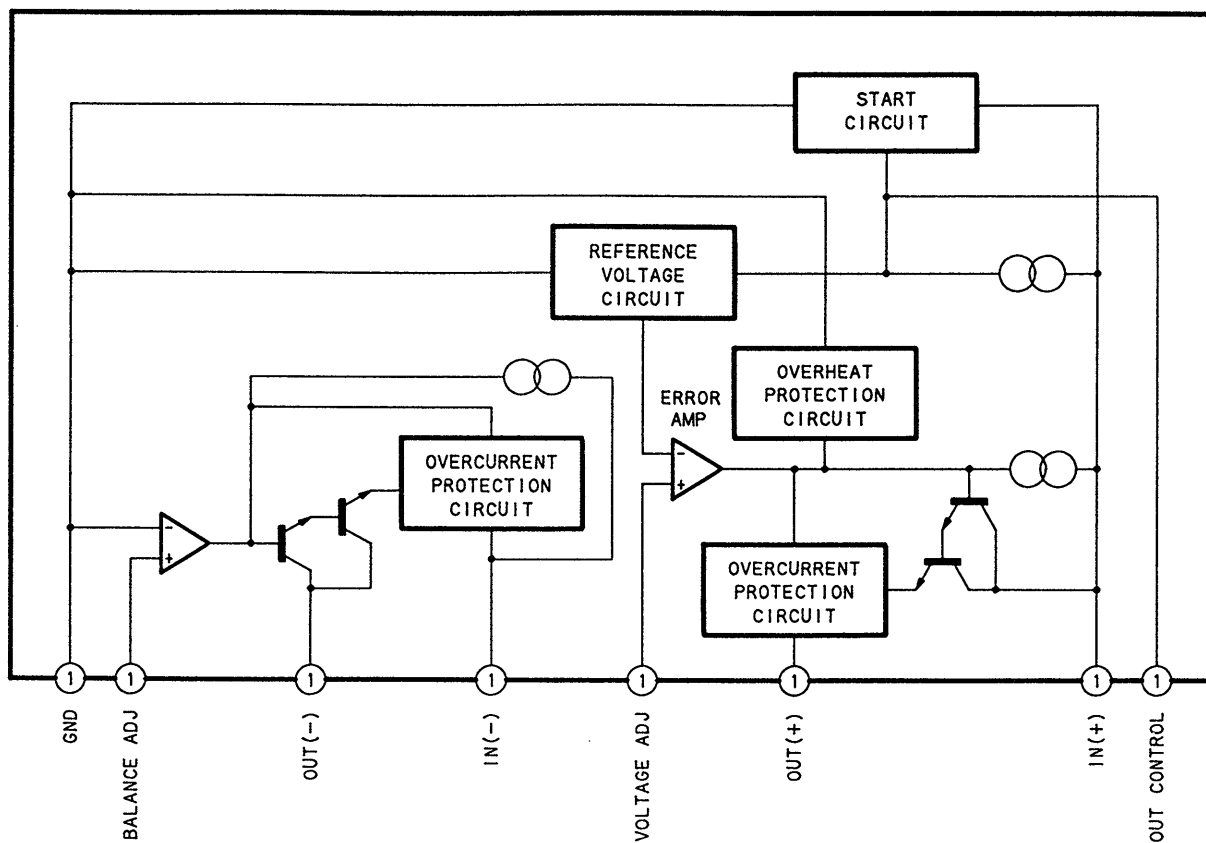 START
CIRCUIT
REFERENCE
VOLTAGE
CIRCUIT
OVERHEAT
PROTECTION
CIRCUIT
ERROR
AMP
-
+
OVERCURRENT
PROTECTION
CIRCUIT
-
+
OVERCURRENT
PROTECTION
CIRCUIT
1
1
1
1
1
1
1
1
GND
BALANCE ADJ
OUT(-)
IN(-)
VOLTAGE ADJ
OUT(+)
IN(+)
OUT CONTROL